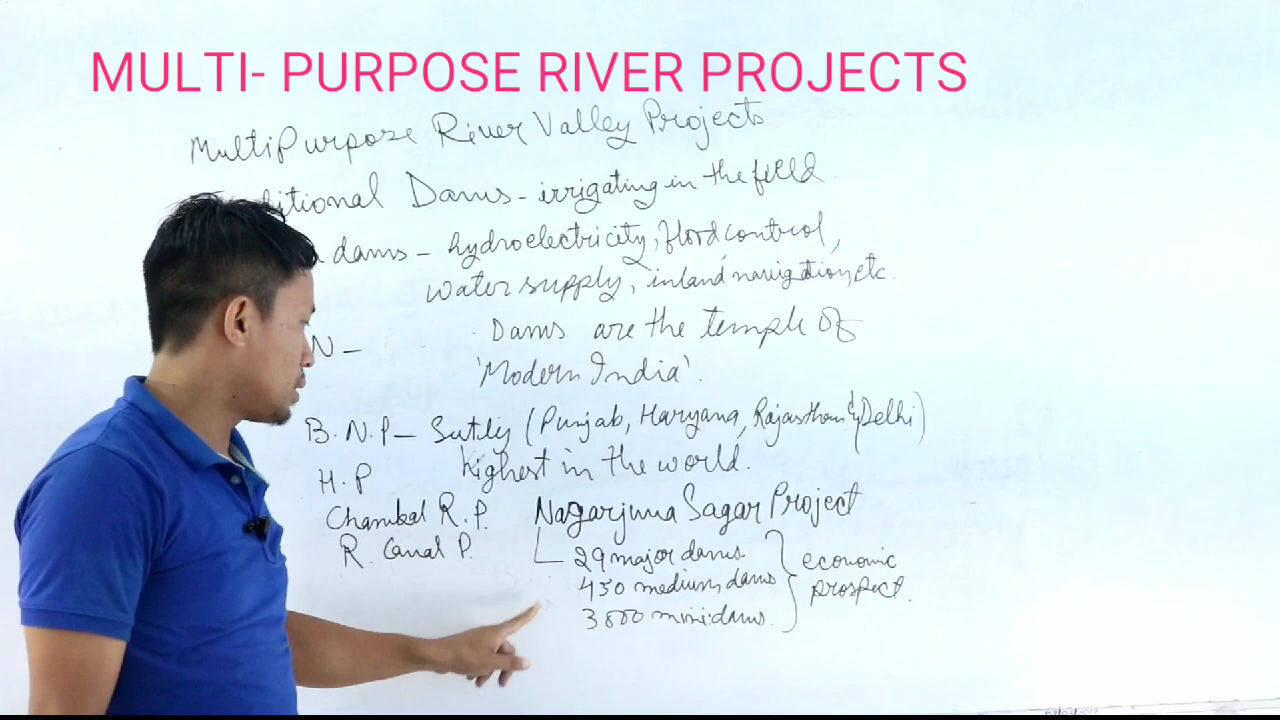 MULTI- PURPOSE RIVER PROJECTS
MultiPurpose River Valley Projects
Dams - irrigating in the field.
dams - hydroelectricity, flood control,
water supply, inland navigation, etc.
N -
Dams are the temple of
'Modern India'.
B.N.P - Sutlej (Punjab, Haryana, Rajasthan & Delhi)
H.P highest in the world.
Chambal R.P. Nagarjuna Sagar Project
R. Canal P.
29 major dams
450 medium dams
3800 mini dams.
economic
prospect.